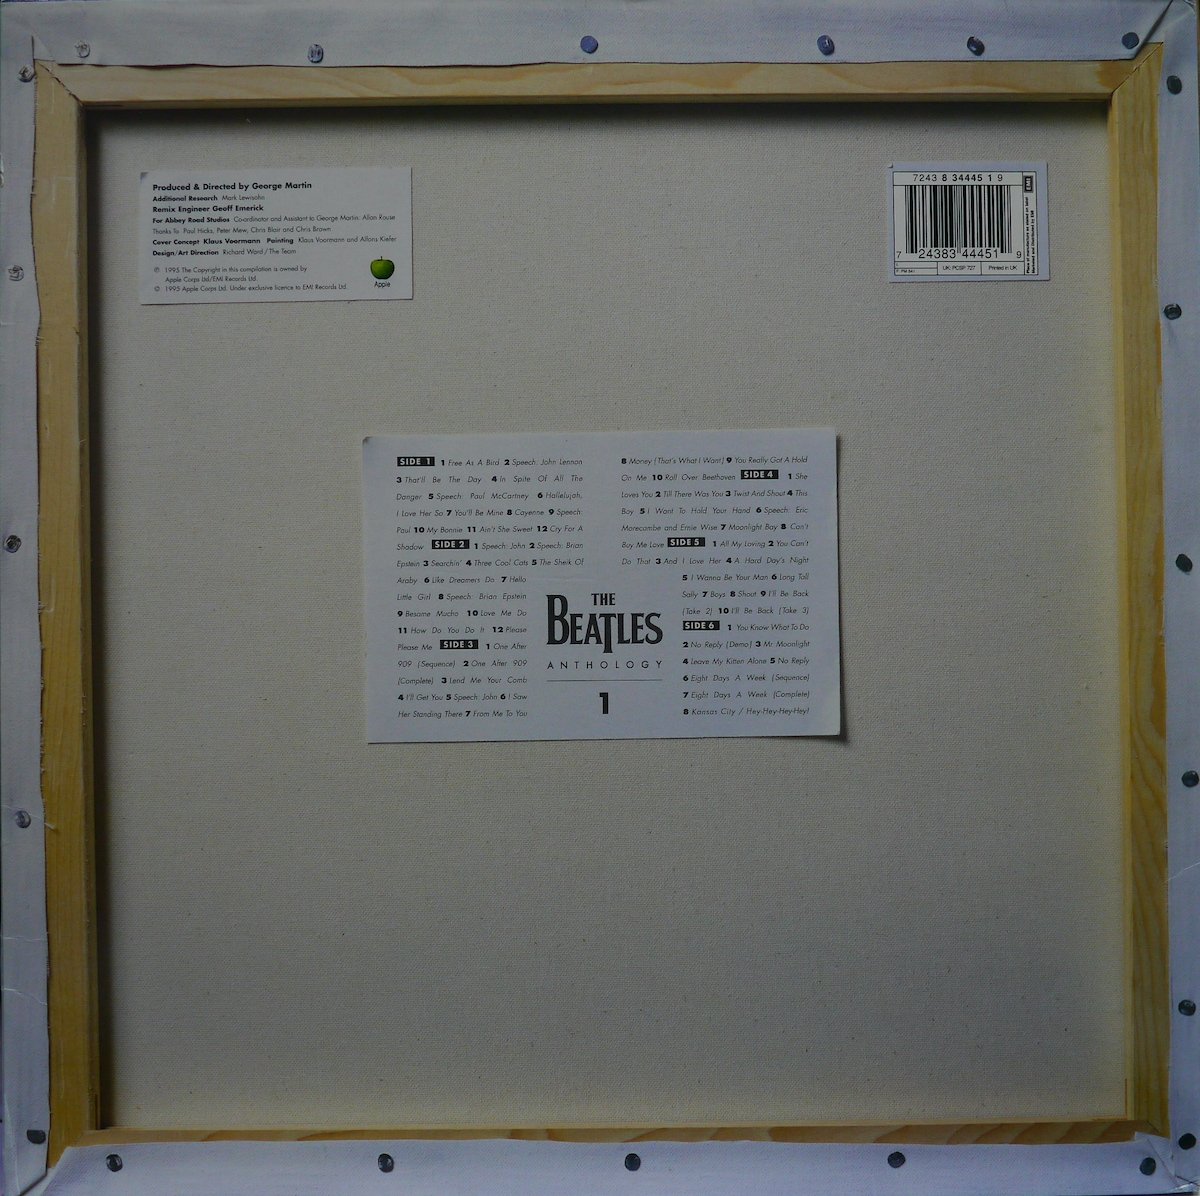 Produced & Directed by George Martin
Additional Research Mark Lewisohn
Remix Engineer Geoff Emerick
For Abbey Road Studios Co-ordinator and Assistant to George Martin: Allan Rouse
Thanks To Paul Hicks, Peter Mew, Chris Blair and Chris Brown
Cover Concept Klaus Voormann Painting Klaus Voormann and Alfons Kiefer
Design/Art Direction Richard Ward / The Team
℗ 1995 The Copyright in this compilation is owned by
Apple Corps Ltd/EMI Records Ltd.
© 1995 Apple Corps Ltd. Under exclusive licence to EMI Records Ltd
Apple
7243 8 34451 9
EMI
7 24383 44451 9
UK: PCSP 727
Printed in UK
SIDE 1 1 Free As A Bird 2 Speech: John Lennon
3 That'll Be The Day 4 In Spite Of All The
Danger 5 Speech: Paul McCartney 6 Hallelujah,
I Love Her So 7 You'll Be Mine 8 Cayenne 9 Speech:
Paul 10 My Bonnie 11 Ain't She Sweet 12 Cry For A
Shadow SIDE 2 1 Speech: John 2 Speech: Brian
Epstein 3 Searchin' 4 Three Cool Cats 5 The Sheik Of
Araby 6 Like Dreamers Do 7 Hello
Little Girl 8 Speech: Brian Epstein
9 Besame Mucho 10 Love Me Do
11 How Do You Do It 12 Please
Please Me SIDE 3 1 One After
909 (Sequence) 2 One After 909
(Complete) 3 Lend Me Your Comb
4 I'll Get You 5 Speech: John 6 I Saw
Her Standing There 7 From Me To You
8 Money (That's What I Want) 9 You Really Got A Hold
On Me 10 Roll Over Beethoven SIDE 4 1 She
Loves You 2 Till There Was You 3 Twist And Shout 4 This
Boy 5 I Want To Hold Your Hand 6 Speech: Eric
Morecambe and Ernie Wise 7 Moonlight Bay 8 Can't
Buy Me Love SIDE 5 1 All My Loving 2 You Can't
Do That 3 And I Love Her 4 A Hard Day's Night
5 I Wanna Be Your Man 6 Long Tall
Sally 7 Boys 8 Shout 9 I'll Be Back
(Take 2) 10 I'll Be Back (Take 3)
SIDE 6 1 You Know What To Do
2 No Reply (Demo) 3 Mr Moonlight
4 Leave My Kitten Alone 5 No Reply
6 Eight Days A Week (Sequence)
7 Eight Days A Week (Complete)
8 Kansas City / Hey-Hey-Hey-Hey!
THE
BEATLES
ANTHOLOGY
1